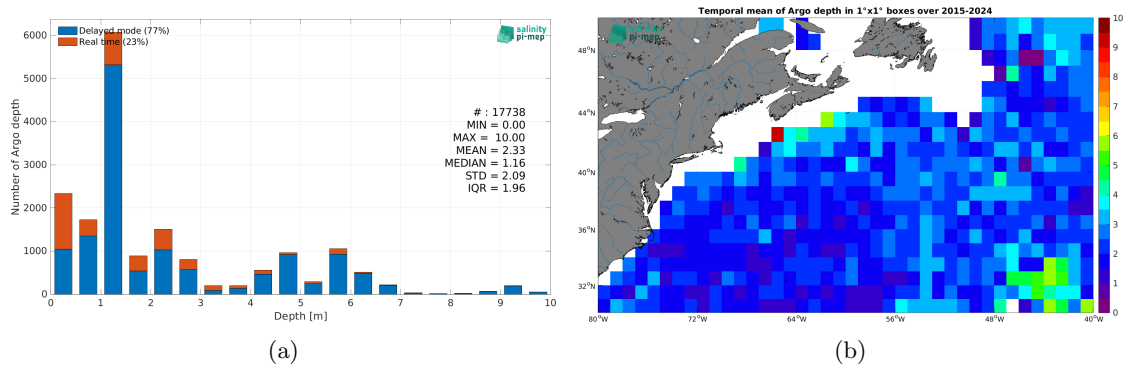 Delayed mode (77%)
Real time (23%)
salinity
pi-mep
# : 17738
MIN = 0.00
MAX = 10.00
MEAN = 2.33
MEDIAN = 1.16
STD = 2.09
IQR = 1.96
Number of Argo depth
6000
5000
4000
3000
2000
1000
0
0 1 2 3 4 5 6 7 8 9 10
Depth [m]
(a)
Temporal mean of Argo depth in 1°x1° boxes over 2015-2024
salinity
pi-mep
48°N
44°N
40°N
36°N
32°N
80°W 72°W 64°W 56°W 48°W 40°W
10
9
8
7
6
5
4
3
2
1
0
(b)